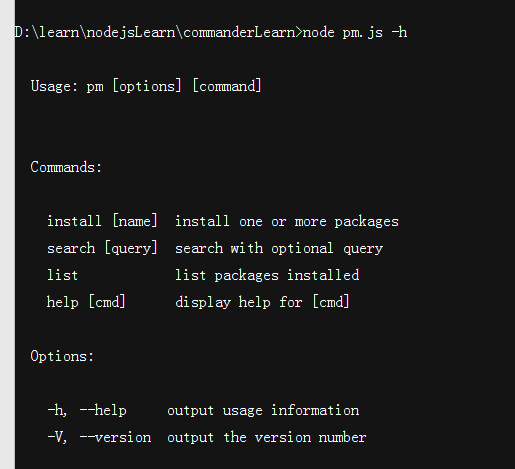 D:\learn\nodejsLearn\commanderLearn>node pm.js -h
Usage: pm [options] [command]
Commands:
install [name]  install one or more packages
search [query]  search with optional query
list            list packages installed
help [cmd]      display help for [cmd]
Options:
-h, --help     output usage information
-V, --version  output the version number